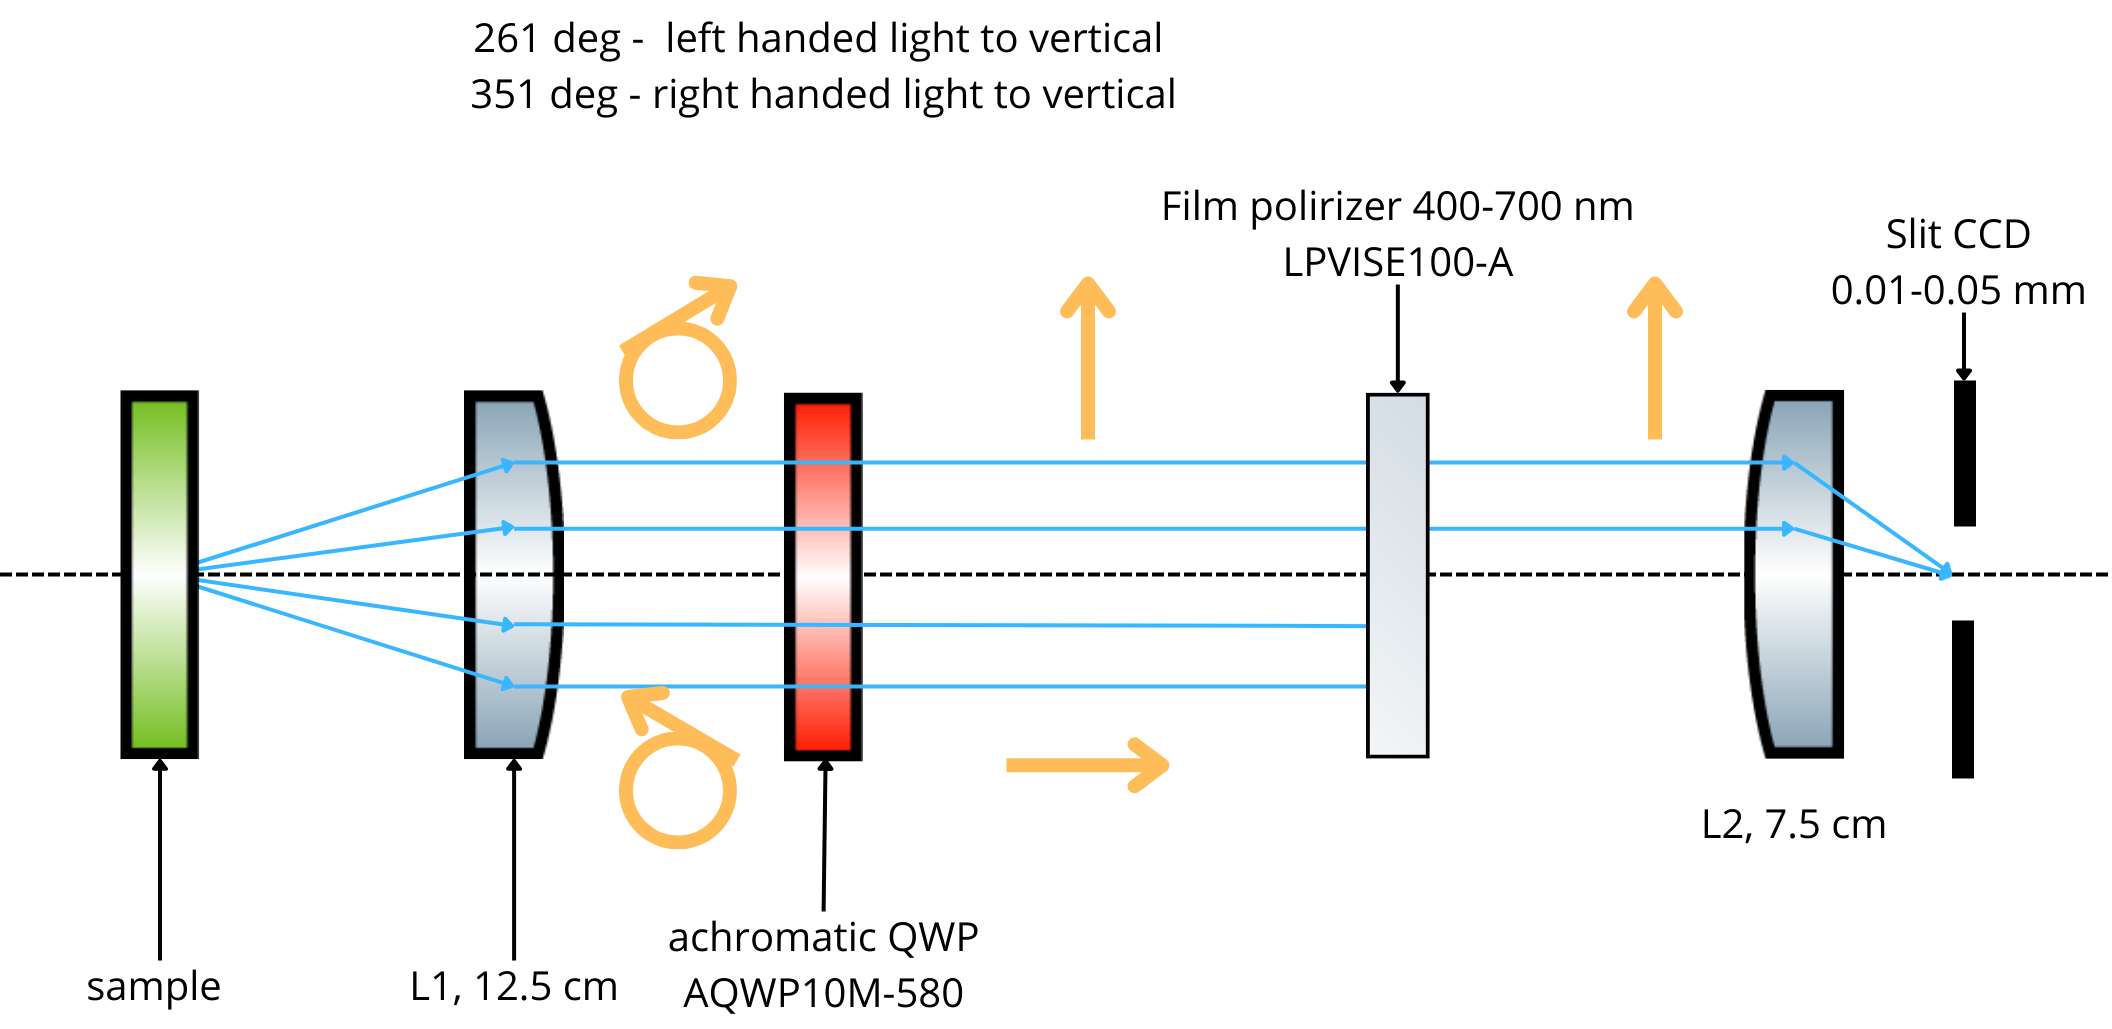 261 deg - left handed light to vertical
351 deg - right handed light to vertical
Film polirizer 400-700 nm
LPVISE100-A
Slit CCD
0.01-0.05 mm
L2, 7.5 cm
achromatic QWP
AQWP10M-580
sample
L1, 12.5 cm